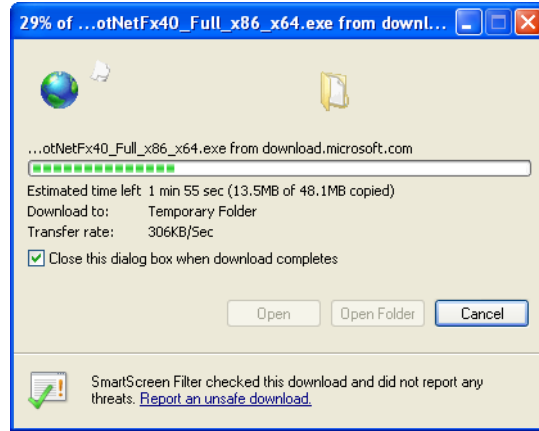 29% of ...otNetFx40_Full_x86_x64.exe from downl...
...otNetFx40_Full_x86_x64.exe from download.microsoft.com
Estimated time left 1 min 55 sec (13.5MB of 48.1MB copied)
Download to: Temporary Folder
Transfer rate: 306KB/Sec
Close this dialog box when download completes
Open Open Folder Cancel
SmartScreen Filter checked this download and did not report any
threats. Report an unsafe download.